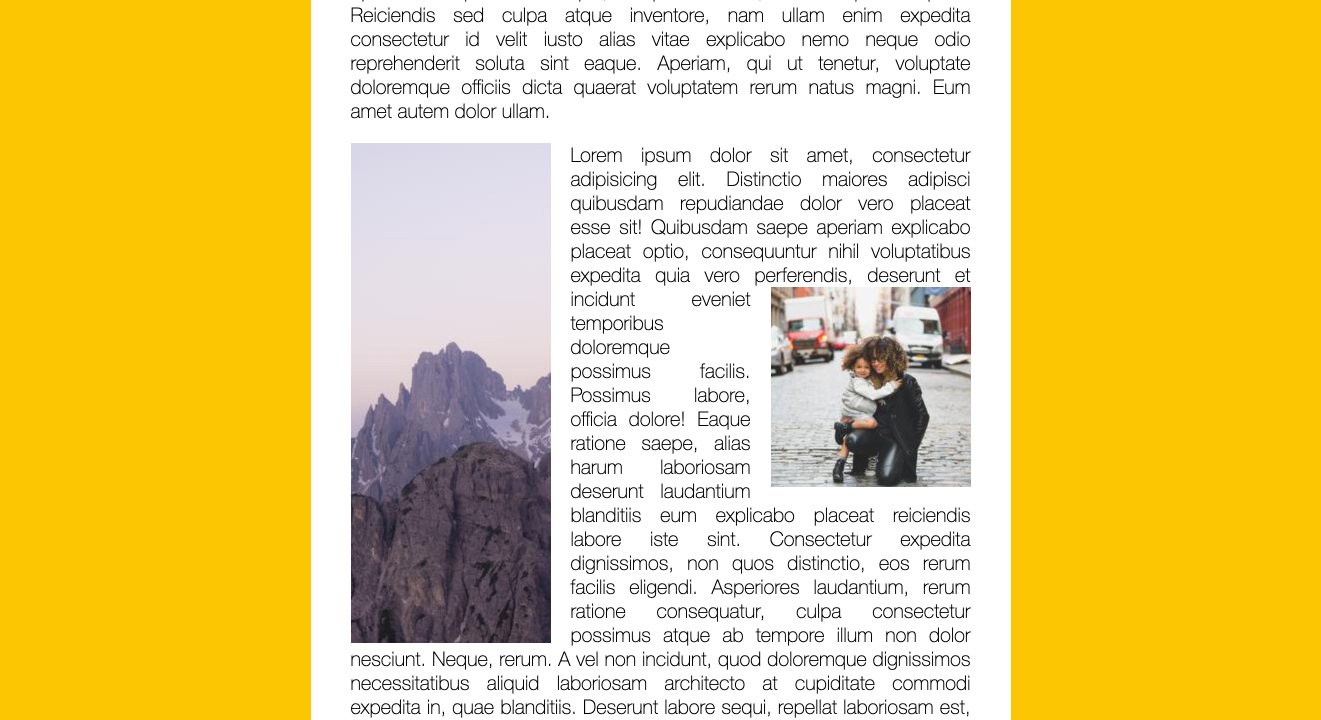 Reiciendis sed culpa atque inventore, nam ullam enim expedita
consectetur id velit iusto alias vitae explicabo nemo neque odio
reprehenderit soluta sint eaque. Aperiam, qui ut tenetur, voluptate
doloremque officiis dicta quaerat voluptatem rerum natus magni. Eum
amet autem dolor ullam.
Lorem ipsum dolor sit amet, consectetur
adipisicing elit. Distinctio maiores adipisci
quibusdam repudiandae dolor vero placeat
esse sit! Quibusdam saepe aperiam explicabo
placeat optio, consequuntur nihil voluptatibus
expedita quia vero perferendis, deserunt et
incidunt eveniet
temporibus
doloremque
possimus facilis.
Possimus labore,
officia dolore! Eaque
ratione saepe, alias
harum laboriosam
deserunt laudantium
blanditiis eum explicabo placeat reiciendis
labore iste sint. Consectetur expedita
dignissimos, non quos distinctio, eos rerum
facilis eligendi. Asperiores laudantium, rerum
ratione consequatur, culpa consectetur
possimus atque ab tempore illum non dolor
nesciunt. Neque, rerum. A vel non incidunt, quod doloremque dignissimos
necessitatibus aliquid laboriosam architecto at cupiditate commodi
expedita in, quae blanditiis. Deserunt labore sequi, repellat laboriosam est,